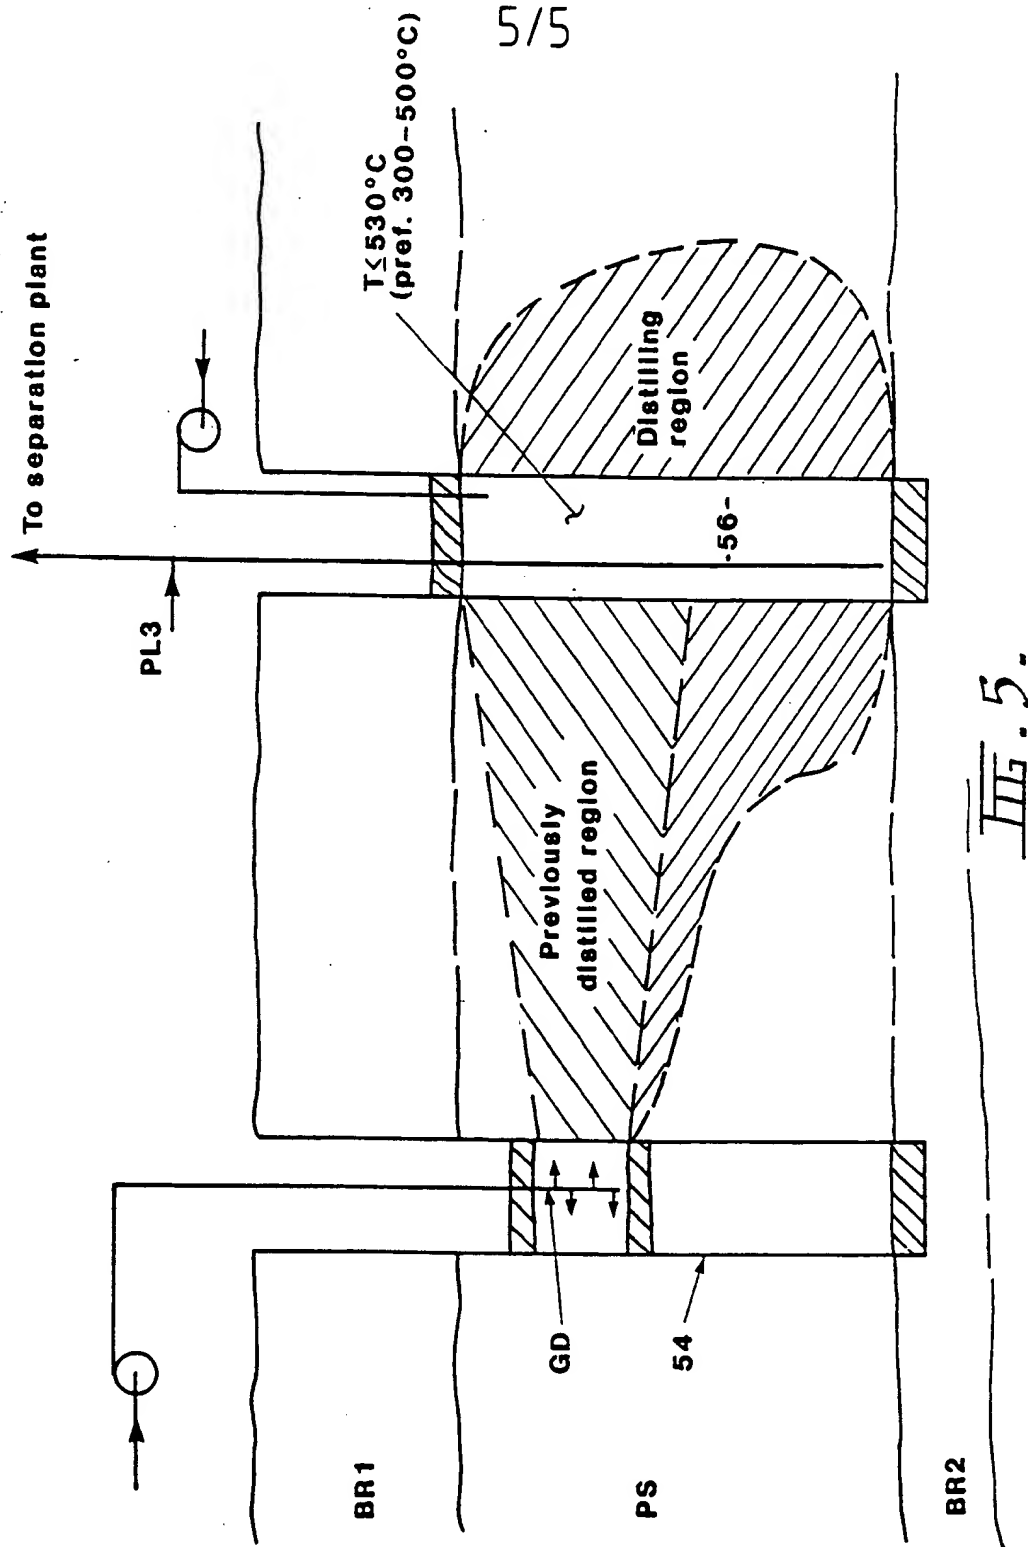 5/5
To separation plant
PL3
T≤530°C
(pref. 300-500°C)
Distilling
region
-56-
Previously
distilled region
GD
54
BR1
PS
BR2
FIG. 5.